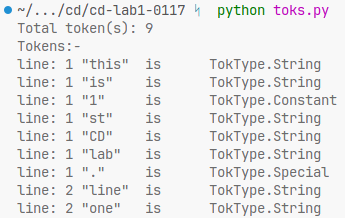 ~/.../cd/cd-lab1-0117 python toks.py
Total token(s): 9
Tokens:-
line: 1 "this" is TokType.String
line: 1 "is" is TokType.String
line: 1 "1" is TokType.Constant
line: 1 "st" is TokType.String
line: 1 "CD" is TokType.String
line: 1 "lab" is TokType.String
line: 1 "." is TokType.Special
line: 2 "line" is TokType.String
line: 2 "one" is TokType.String